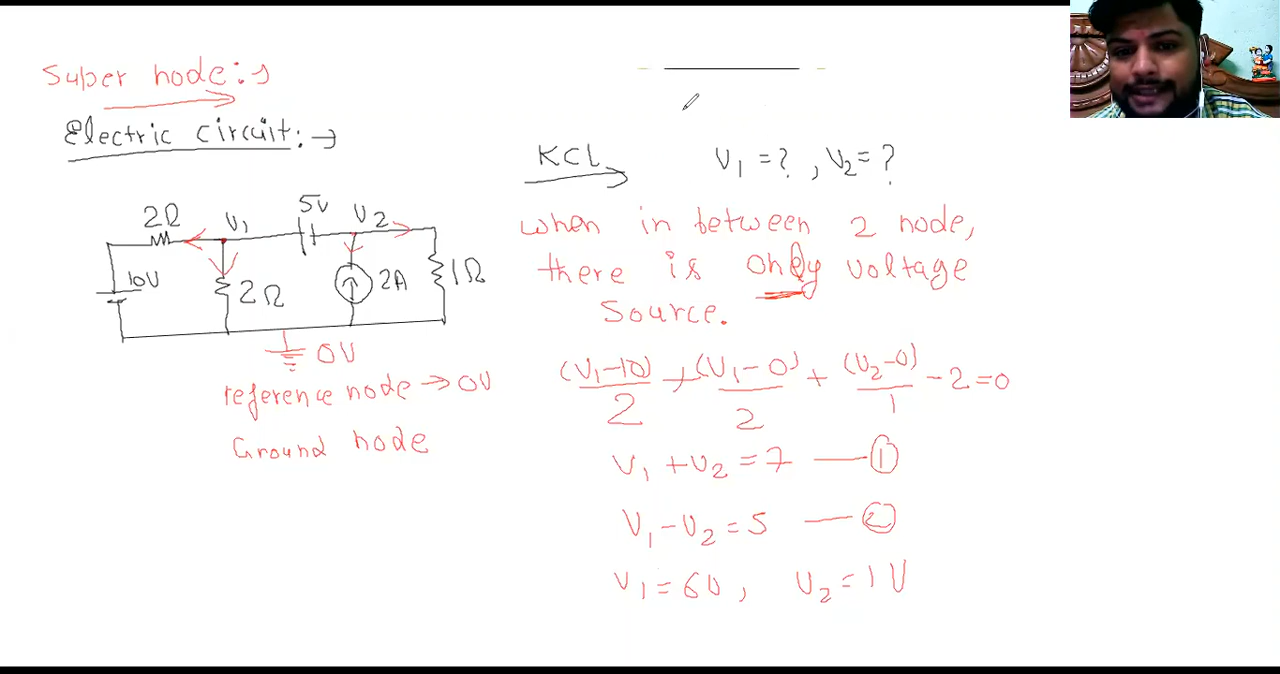 Super node:→
Electric circuit:→
2Ω V₁ 5V V2
10V 2Ω 2A 1Ω
0V
reference node → 0V
Ground node
KCL V₁ = ? , V₂ = ?
When in between 2 node,
there is only voltage
Source.
(V₁-10)/2 + (V₁-0)/2 + (V₂-0)/1 - 2 = 0
V₁ + V₂ = 7 — ①
V₁ - V₂ = 5 — ②
V₁ = 6V, V₂ = 1V